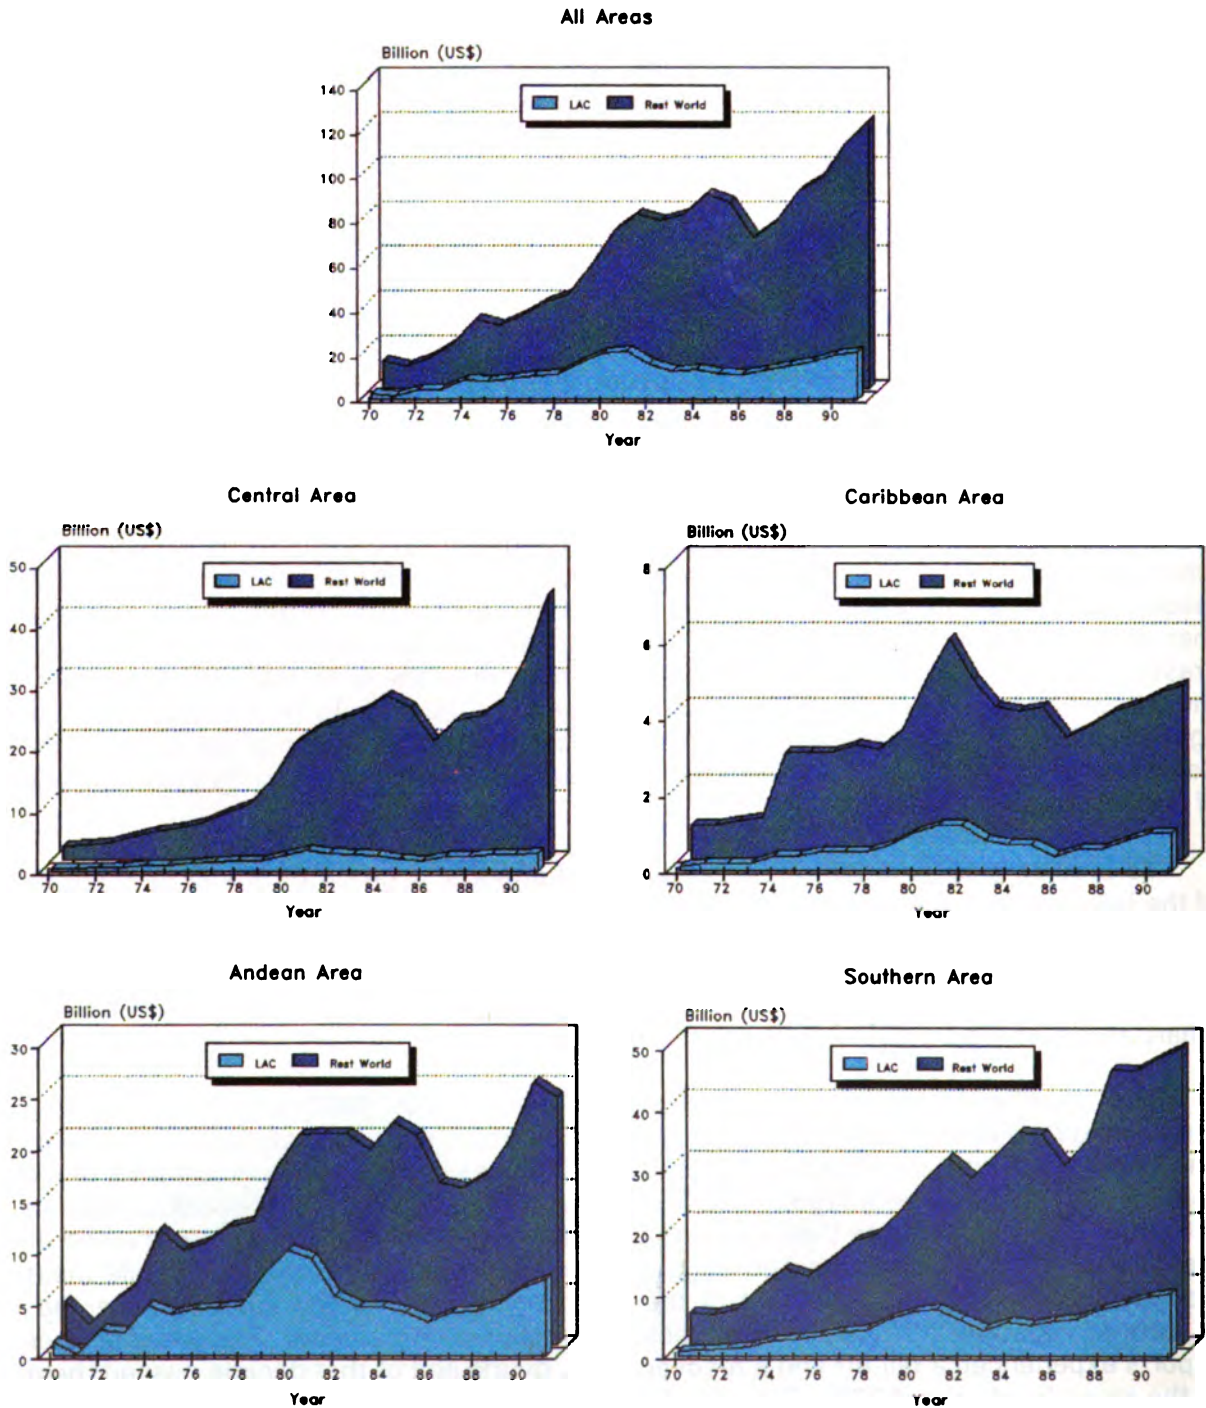 All Areas
Billion (US$)
LAC Rest World
140
120
100
80
60
40
20
0
70 72 74 76 78 80 82 84 86 88 90
Year
Central Area
Billion (US$)
LAC Rest World
50
40
30
20
10
0
70 72 74 76 78 80 82 84 86 88 90
Year
Caribbean Area
Billion (US$)
LAC Rest World
8
6
4
2
0
70 72 74 76 78 80 82 84 86 88 90
Year
Andean Area
Billion (US$)
LAC Rest World
30
25
20
15
10
5
0
70 72 74 76 78 80 82 84 86 88 90
Year
Southern Area
Billion (US$)
LAC Rest World
50
40
30
20
10
0
70 72 74 76 78 80 82 84 86 88 90
Year